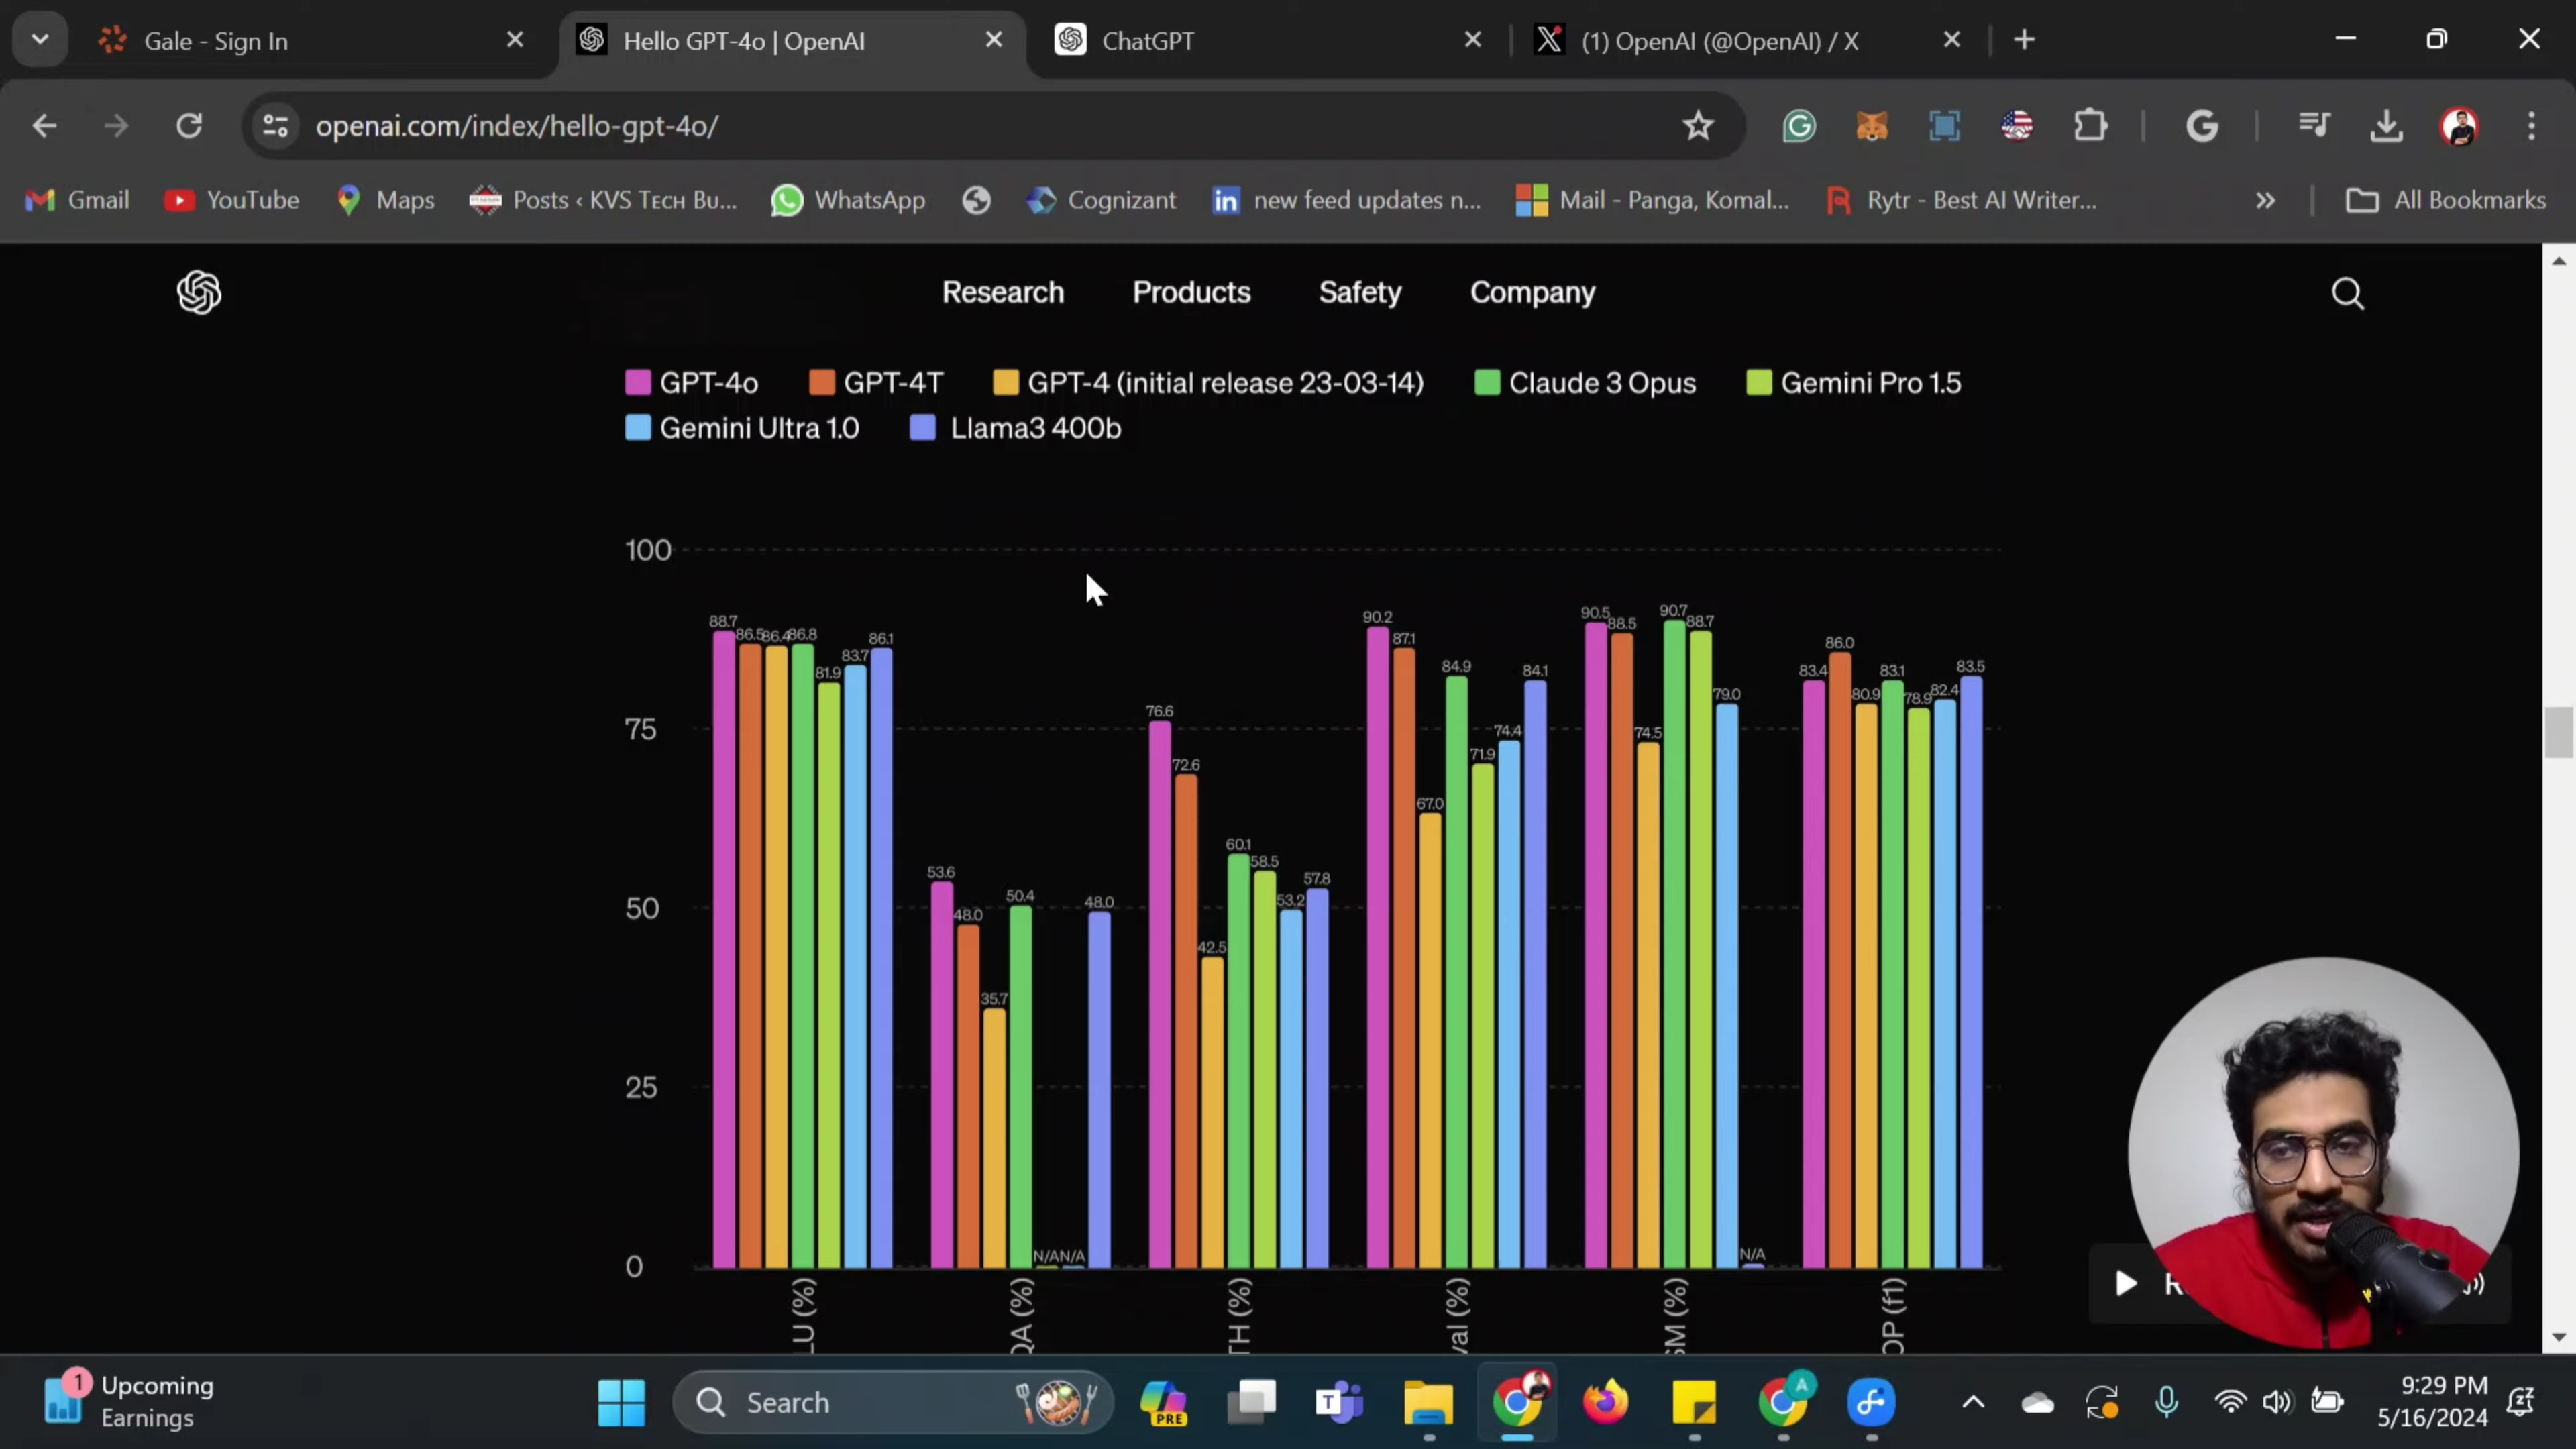 Gale - Sign In
Hello GPT-4o | OpenAI
ChatGPT
(1) OpenAI (@OpenAI) / X
openai.com/index/hello-gpt-4o/
Gmail YouTube Maps Posts ‹ KVS Tech Bu... WhatsApp Cognizant new feed updates n... Mail - Panga, Komal... Rytr - Best AI Writer... All Bookmarks
Research Products Safety Company
GPT-4o GPT-4T GPT-4 (initial release 23-03-14) Claude 3 Opus Gemini Pro 1.5
Gemini Ultra 1.0 Llama3 400b
100
75
50
25
0
88.7 86.5 86.4 86.8 81.9 83.7 86.1
53.6 48.0 35.7 50.4 N/A N/A 48.0
76.6 72.6 42.5 60.1 58.5 53.2 57.8
90.2 87.1 67.0 84.9 71.9 74.4 84.1
90.5 88.5 74.5 90.7 88.7 79.0 N/A
83.4 86.0 80.9 83.1 78.9 82.4 83.5
LU (%) QA (%) TH (%) val (%) SM (%) OP (f1)
1 Upcoming
Earnings
Search
PRE
9:29 PM
5/16/2024